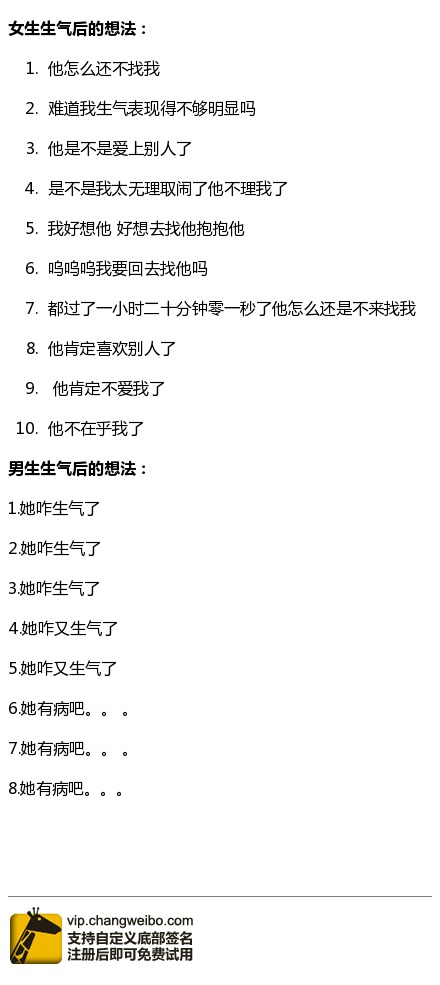 女生生气后的想法：
1. 他怎么还不找我
2. 难道我生气表现得不够明显吗
3. 他是不是爱上别人了
4. 是不是我太无理取闹了他不理我了
5. 我好想他 好想去找他抱抱他
6. 呜呜呜我要回去找他吗
7. 都过了一小时二十分钟零一秒了他怎么还是不来找我
8. 他肯定喜欢别人了
9. 他肯定不爱我了
10. 他不在乎我了
男生生气后的想法：
1.她咋生气了
2.她咋生气了
3.她咋生气了
4.她咋又生气了
5.她咋又生气了
6.她有病吧。。 。
7.她有病吧。。 。
8.她有病吧。。。
vip.changweibo.com
支持自定义底部签名
注册后即可免费试用